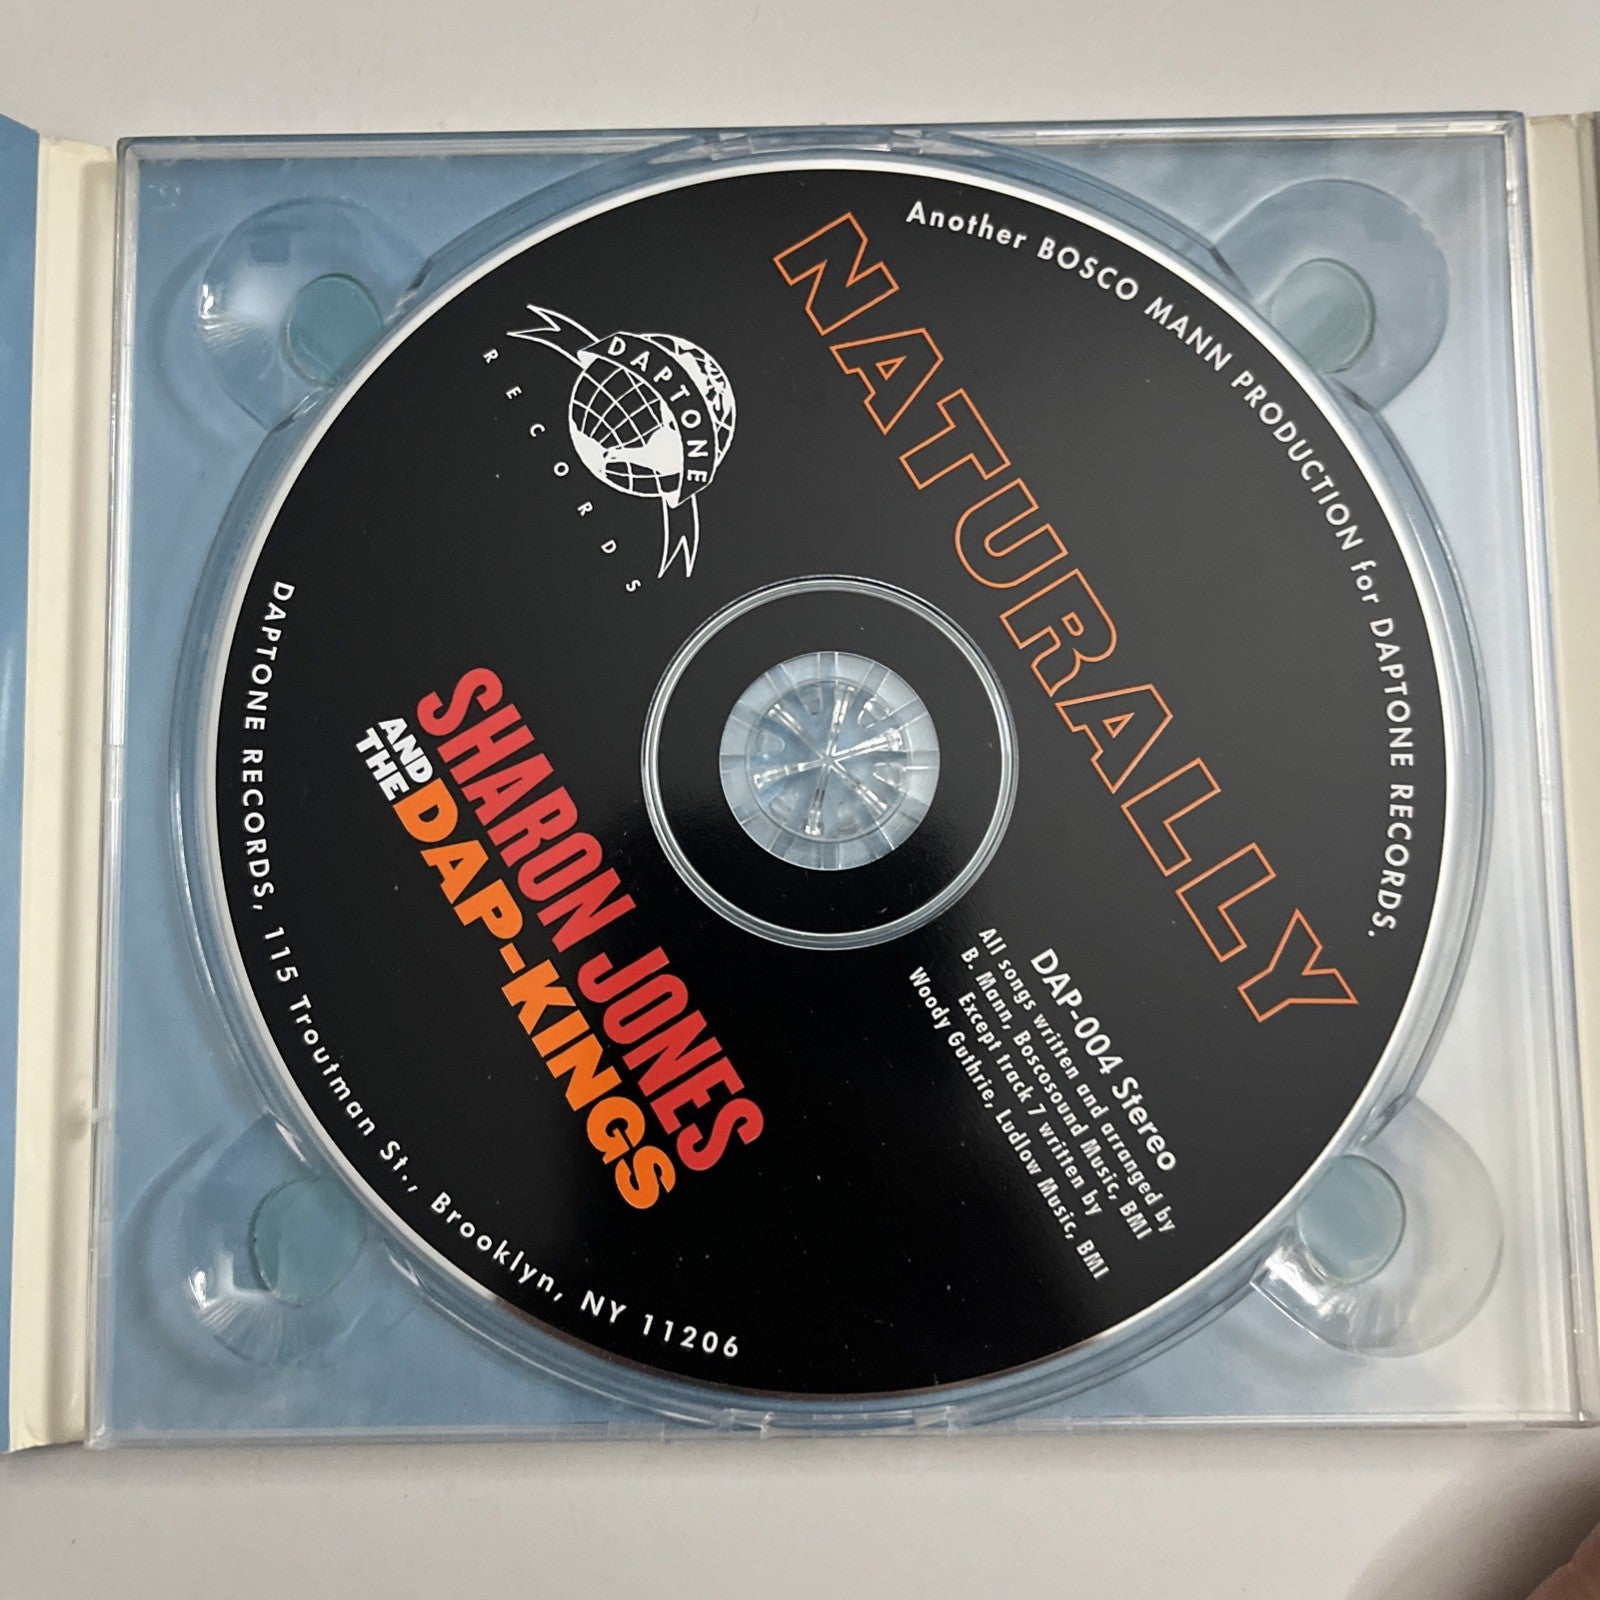 Another BOSCO MANN PRODUCTION for DAPTONE RECORDS.
NATURALLY
DAPTONE
RECORDS
SHARON JONES
AND
THE DAP-KINGS
DAP-004 Stereo
All songs written and arranged by
B. Mann, Boscosound Music, BMI
Except track 7 written by
Woody Guthrie, Ludlow Music, BMI
DAPTONE RECORDS, 115 Troutman St., Brooklyn, NY 11206